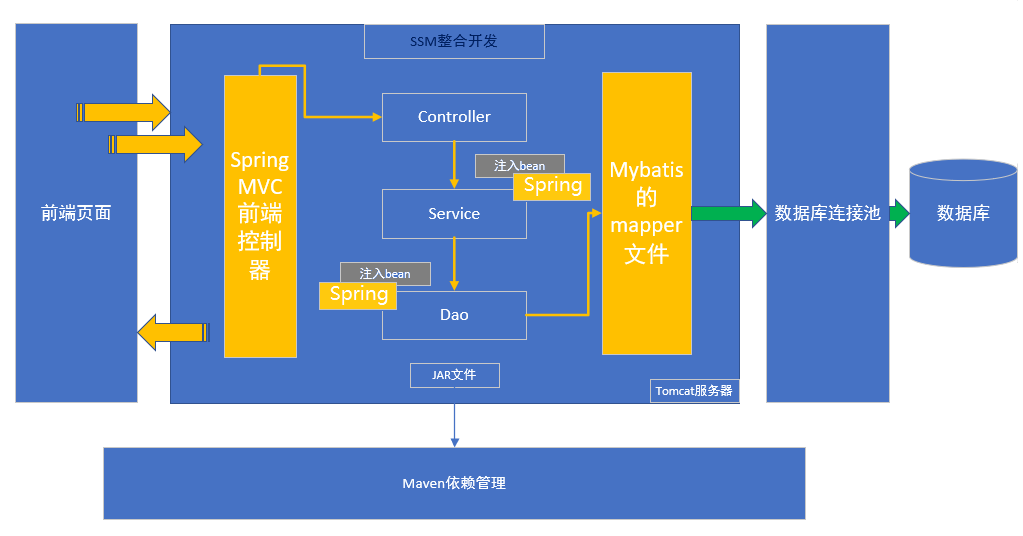 SSM整合开发
前端页面
Spring
MVC
前端
控制
器
Controller
注入bean
Spring
Service
注入bean
Spring
Dao
JAR文件
Mybatis
的
mapper
文件
Tomcat服务器
数据库连接池
数据库
Maven依赖管理